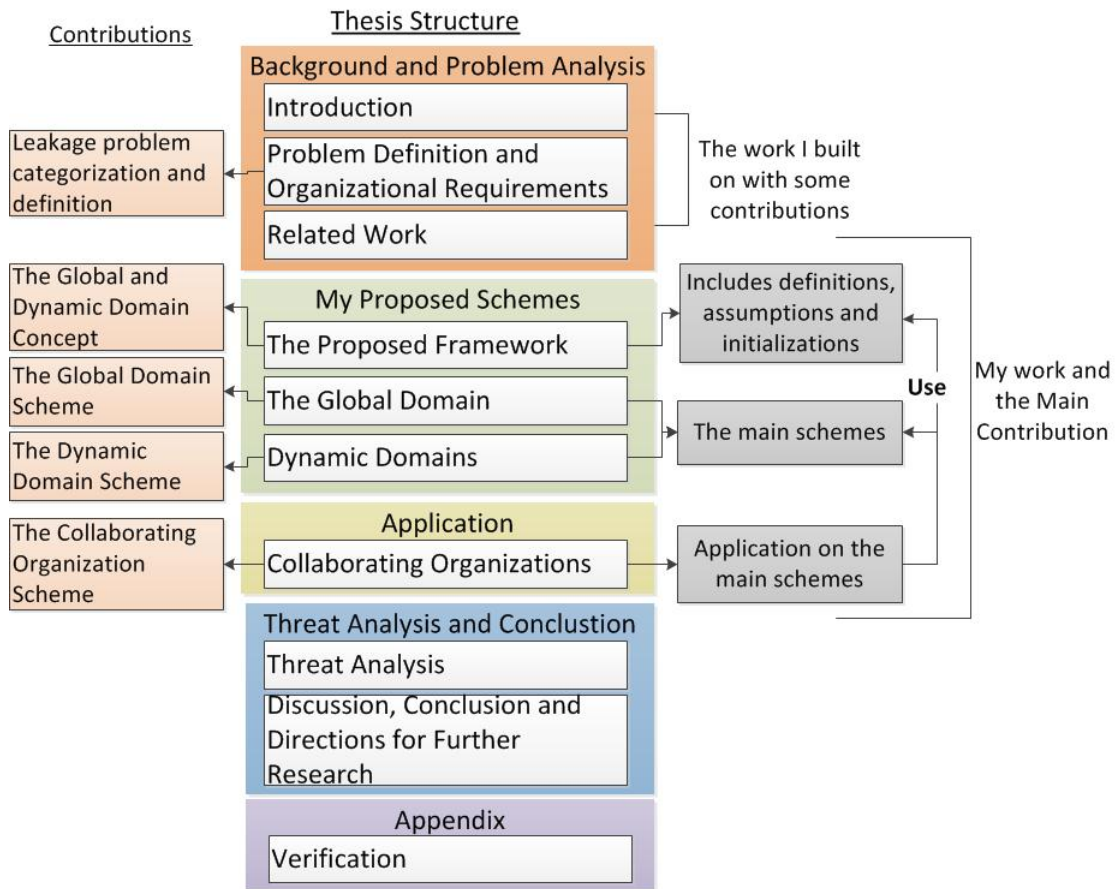 Contributions
Thesis Structure
Background and Problem Analysis
Introduction
Problem Definition and
Organizational Requirements
Related Work
Leakage problem
categorization and
definition
The work I built
on with some
contributions
My Proposed Schemes
The Proposed Framework
The Global Domain
Dynamic Domains
The Global and
Dynamic Domain
Concept
The Global Domain
Scheme
The Dynamic
Domain Scheme
Includes definitions,
assumptions and
initializations
Use
The main schemes
My work and
the Main
Contribution
Application
Collaborating Organizations
The Collaborating
Organization
Scheme
Application on the
main schemes
Threat Analysis and Conclustion
Threat Analysis
Discussion, Conclusion and
Directions for Further
Research
Appendix
Verification